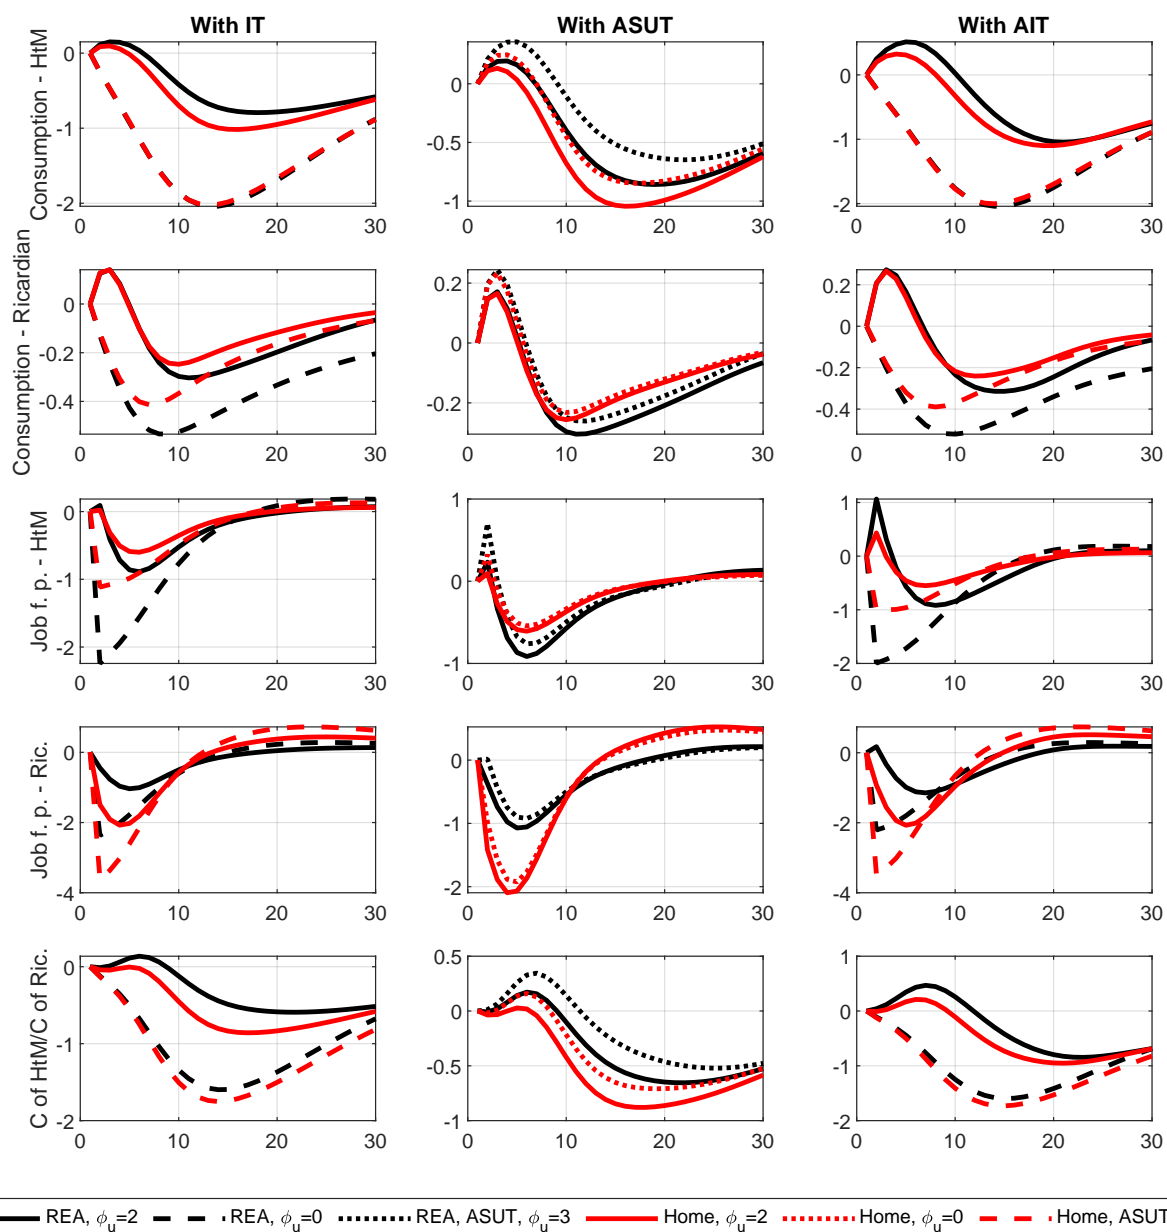 With IT
With ASUT
With AIT
Consumption - HtM
0
-1
-2
0 10 20 30
0
-0.5
-1
0 10 20 30
0
-1
-2
0 10 20 30
Consumption - Ricardian
0
-0.2
-0.4
0 10 20 30
0.2
0
-0.2
0 10 20 30
0.2
0
-0.2
-0.4
0 10 20 30
Job f. p. - HtM
0
-1
-2
0 10 20 30
1
0
-1
0 10 20 30
1
0
-1
-2
0 10 20 30
Job f. p. - Ric.
0
-2
-4
0 10 20 30
0
-1
-2
0 10 20 30
0
-2
-4
0 10 20 30
C of HtM/C of Ric.
0
-1
-2
0 10 20 30
0.5
0
-0.5
-1
0 10 20 30
1
0
-1
-2
0 10 20 30
REA, ϕu=2 REA, ϕu=0 REA, ASUT, ϕu=3 Home, ϕu=2 Home, ϕu=0 Home, ASUT